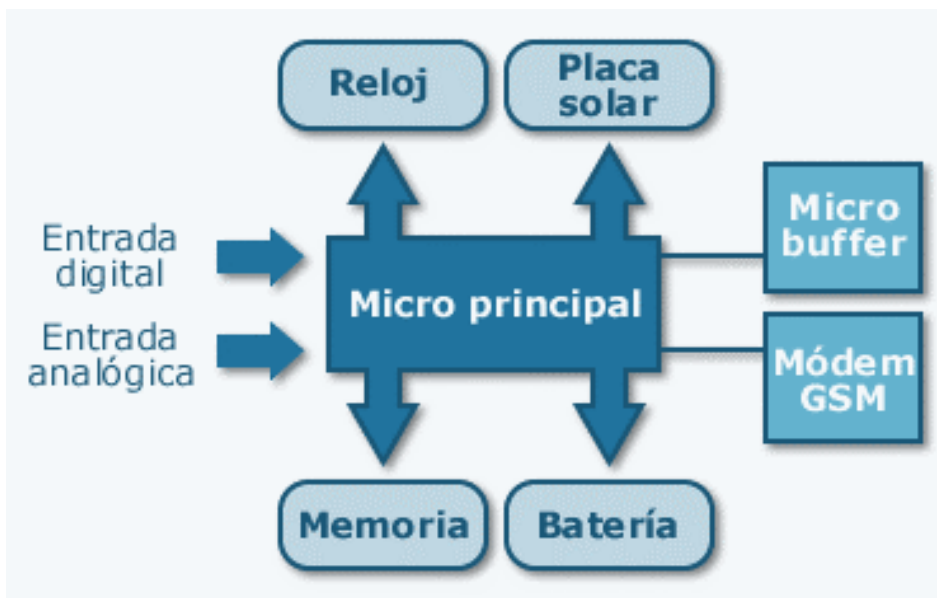 Reloj
Placa
solar
Entrada
digital
Entrada
analógica
Micro principal
Micro
buffer
Módem
GSM
Memoria
Batería